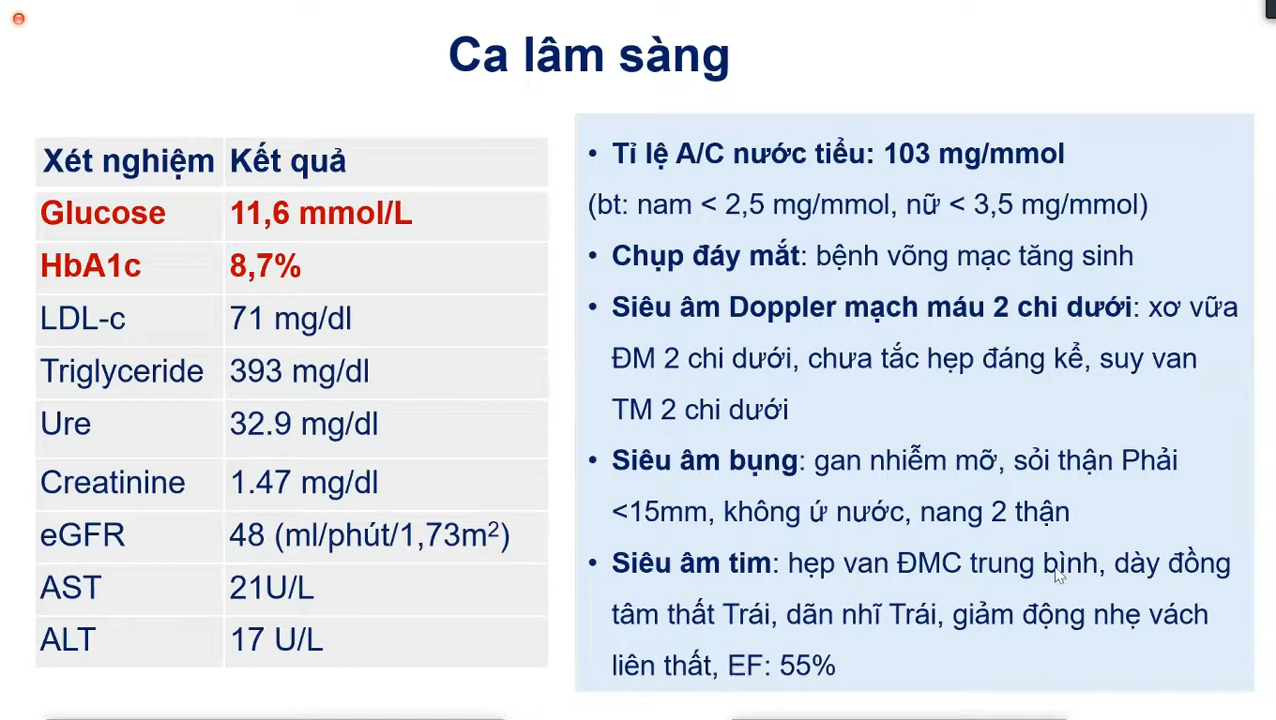 Ca lâm sàng
Xét nghiệm Kết quả
Glucose 11,6 mmol/L
HbA1c 8,7%
LDL-c 71 mg/dl
Triglyceride 393 mg/dl
Ure 32.9 mg/dl
Creatinine 1.47 mg/dl
eGFR 48 (ml/phút/1,73m²)
AST 21U/L
ALT 17 U/L
• Tỉ lệ A/C nước tiểu: 103 mg/mmol
(bt: nam < 2,5 mg/mmol, nữ < 3,5 mg/mmol)
• Chụp đáy mắt: bệnh võng mạc tăng sinh
• Siêu âm Doppler mạch máu 2 chi dưới: xơ vữa
ĐM 2 chi dưới, chưa tắc hẹp đáng kể, suy van
TM 2 chi dưới
• Siêu âm bụng: gan nhiễm mỡ, sỏi thận Phải
<15mm, không ứ nước, nang 2 thận
• Siêu âm tim: hẹp van ĐMC trung bình, dày đồng
tâm thất Trái, dãn nhĩ Trái, giảm động nhẹ vách
liên thất, EF: 55%